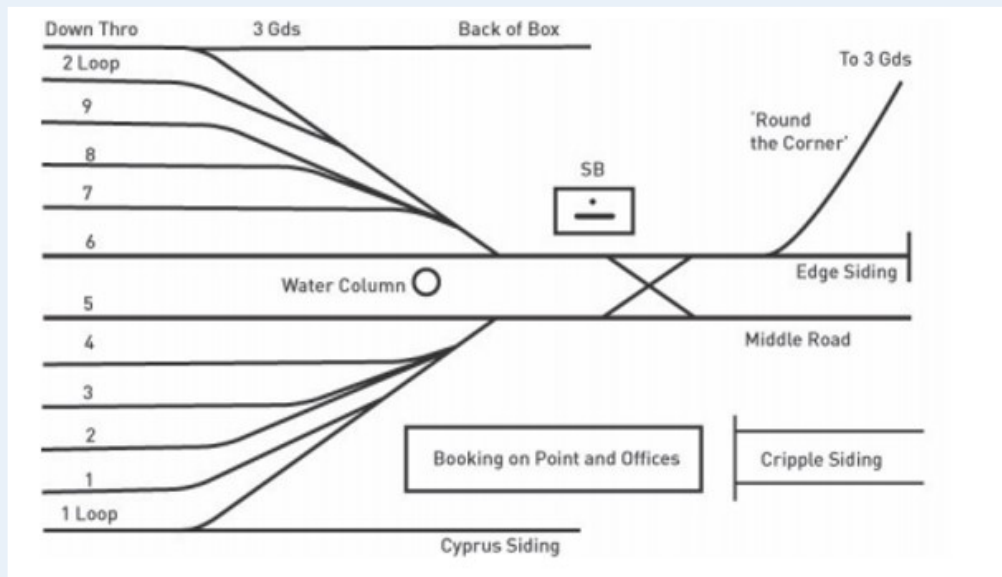 Down Thro
3 Gds
Back of Box
2 Loop
To 3 Gds
9
'Round
the Corner'
8
SB
7
6
Edge Siding
Water Column
5
Middle Road
4
3
2
Booking on Point and Offices
Cripple Siding
1
1 Loop
Cyprus Siding